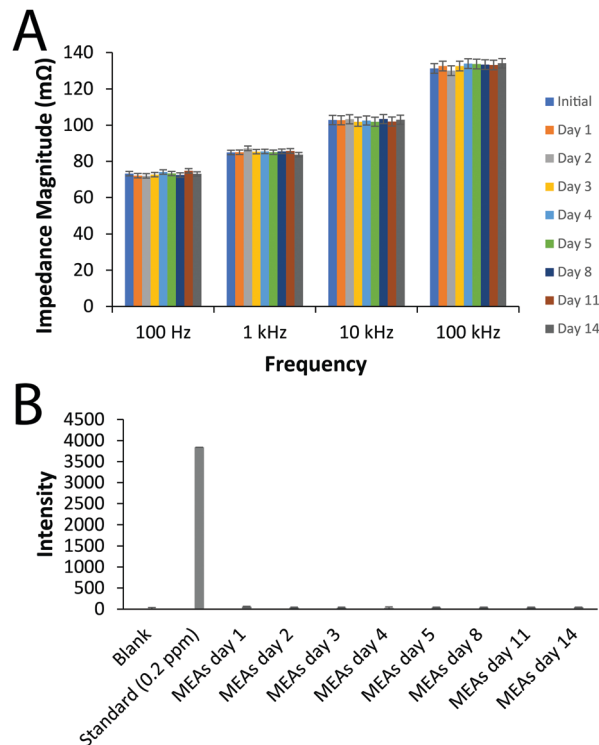 A
Impedance Magnitude (mΩ)
140
120
100
80
60
40
20
0
100 Hz
1 kHz
10 kHz
100 kHz
Frequency
Initial
Day 1
Day 2
Day 3
Day 4
Day 5
Day 8
Day 11
Day 14
B
Intensity
4500
4000
3500
3000
2500
2000
1500
1000
500
0
Blank
Standard (0.2 ppm)
MEAs day 1
MEAs day 2
MEAs day 3
MEAs day 4
MEAs day 5
MEAs day 8
MEAs day 11
MEAs day 14